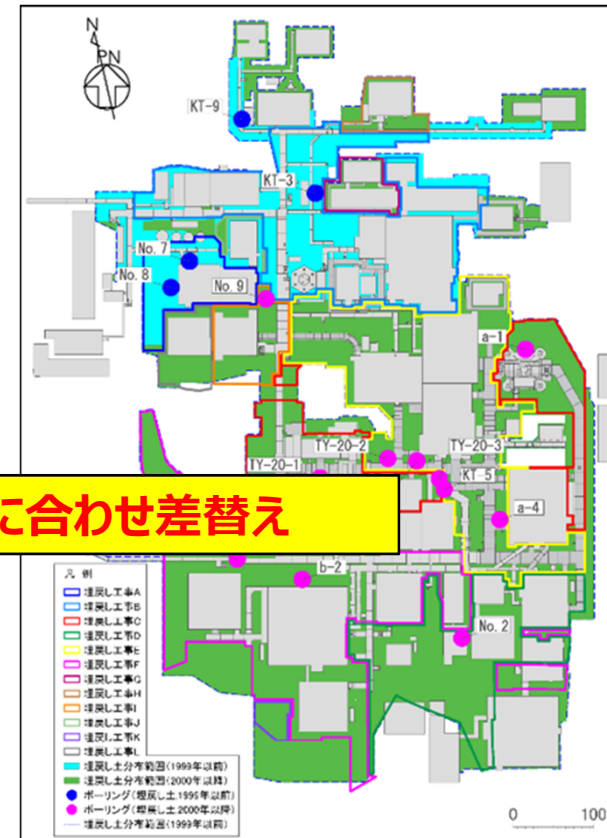 N
PN
KT-9
KT-3
No. 7
No. 8
No. 9
a-1
TY-20-2
TY-20-3
TY-20-1
KT-5
a-4
に合わせ差替え
b-2
No. 2
凡 例
埋戻し工事A
埋戻し工事B
埋戻し工事C
埋戻し工事D
埋戻し工事E
埋戻し工事F
埋戻し工事G
埋戻し工事H
埋戻し工事I
埋戻し工事J
埋戻し工事K
埋戻し工事L
埋戻し土分布範囲(1999年以前)
埋戻し土分布範囲(2000年以降)
ボーリング(埋戻し土:1999年以前)
ボーリング(埋戻し土:2000年以降)
埋戻し土分布範囲(1999年以前)
0 100